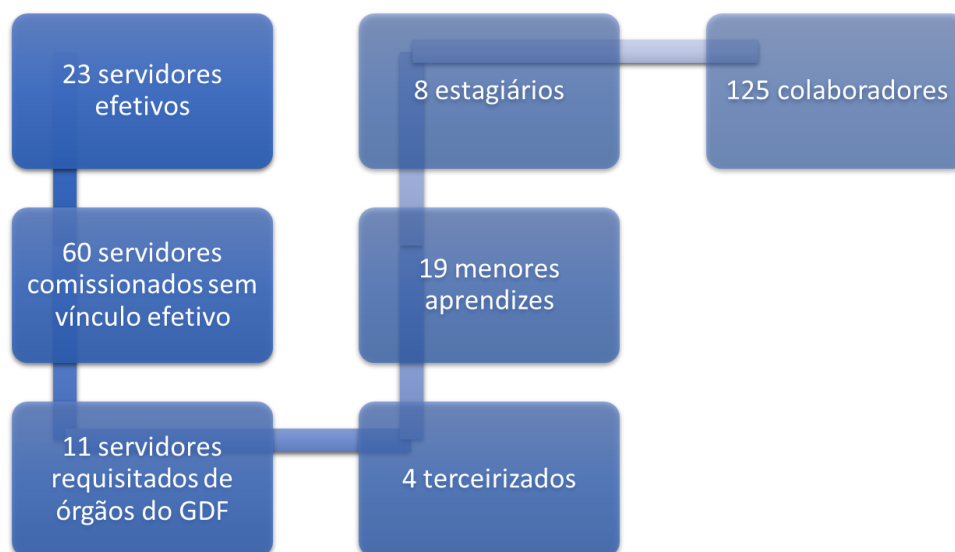 23 servidores
efetivos
60 servidores
comissionados sem
vínculo efetivo
11 servidores
requisitados de
órgãos do GDF
4 terceirizados
19 menores
aprendizes
8 estagiários
125 colaboradores